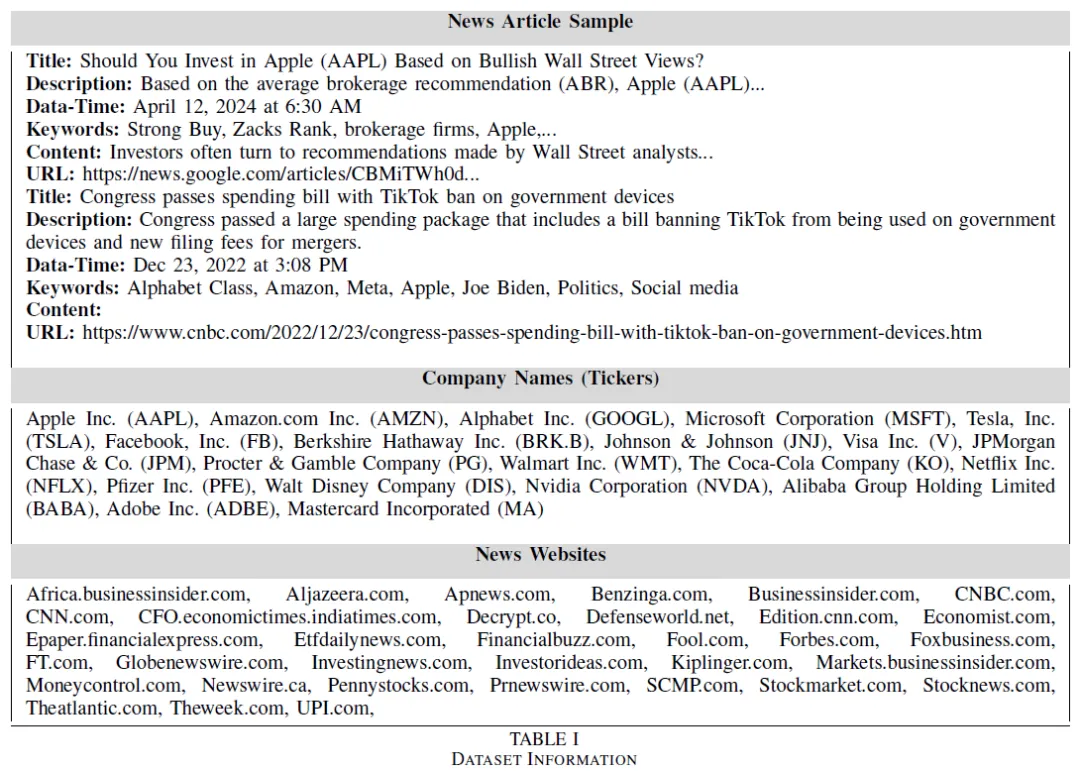 News Article Sample
Title: Should You Invest in Apple (AAPL) Based on Bullish Wall Street Views?
Description: Based on the average brokerage recommendation (ABR), Apple (AAPL)...
Data-Time: April 12, 2024 at 6:30 AM
Keywords: Strong Buy, Zacks Rank, brokerage firms, Apple,...
Content: Investors often turn to recommendations made by Wall Street analysts...
URL: https://news.google.com/articles/CBMiTWh0d...
Title: Congress passes spending bill with TikTok ban on government devices
Description: Congress passed a large spending package that includes a bill banning TikTok from being used on government
devices and new filing fees for mergers.
Data-Time: Dec 23, 2022 at 3:08 PM
Keywords: Alphabet Class, Amazon, Meta, Apple, Joe Biden, Politics, Social media
Content:
URL: https://www.cnbc.com/2022/12/23/congress-passes-spending-bill-with-tiktok-ban-on-government-devices.htm
Company Names (Tickers)
Apple Inc. (AAPL), Amazon.com Inc. (AMZN), Alphabet Inc. (GOOGL), Microsoft Corporation (MSFT), Tesla, Inc.
(TSLA), Facebook, Inc. (FB), Berkshire Hathaway Inc. (BRK.B), Johnson & Johnson (JNJ), Visa Inc. (V), JPMorgan
Chase & Co. (JPM), Procter & Gamble Company (PG), Walmart Inc. (WMT), The Coca-Cola Company (KO), Netflix Inc.
(NFLX), Pfizer Inc. (PFE), Walt Disney Company (DIS), Nvidia Corporation (NVDA), Alibaba Group Holding Limited
(BABA), Adobe Inc. (ADBE), Mastercard Incorporated (MA)
News Websites
Africa.businessinsider.com, Aljazeera.com, Apnews.com, Benzinga.com, Businessinsider.com, CNBC.com,
CNN.com, CFO.economictimes.indiatimes.com, Decrypt.co, Defenseworld.net, Edition.cnn.com, Economist.com,
Epaper.financialexpress.com, Etfdailynews.com, Financialbuzz.com, Fool.com, Forbes.com, Foxbusiness.com,
FT.com, Globenewswire.com, Investingnews.com, Investorideas.com, Kiplinger.com, Markets.businessinsider.com,
Moneycontrol.com, Newswire.ca, Pennystocks.com, Prnewswire.com, SCMP.com, Stockmarket.com, Stocknews.com,
Theatlantic.com, Theweek.com, UPI.com,
TABLE I
DATASET INFORMATION